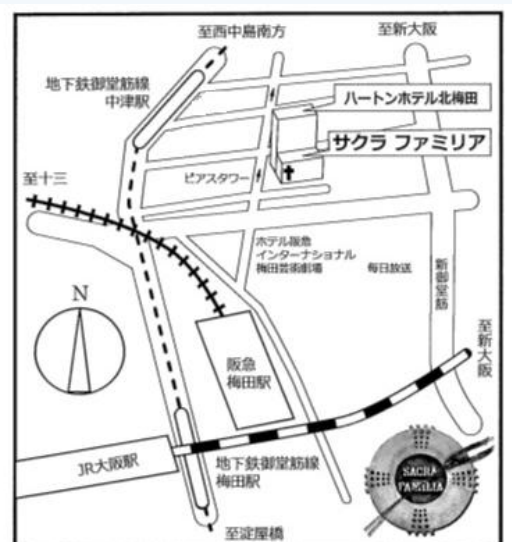 至西中島南方
至新大阪
地下鉄御堂筋線
中津駅
ハートンホテル北梅田
サクラ ファミリア
至十三
ピアスタワー
ホテル阪急
インターナショナル
梅田芸術劇場
毎日放送
新御堂筋
N
至新大阪
阪急
梅田駅
JR大阪駅
地下鉄御堂筋線
梅田駅
至淀屋橋
SACRA
FAMILIA